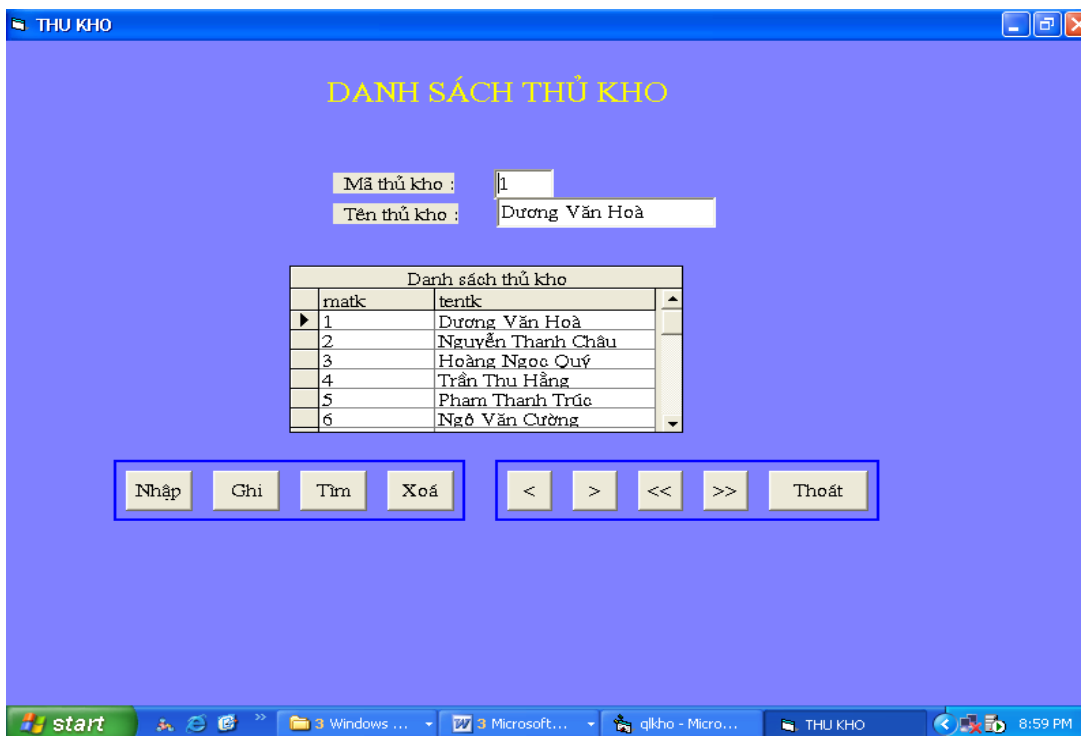 THU KHO
DANH SÁCH THỦ KHO
Mã thủ kho : 1
Tên thủ kho : Dương Văn Hoà
Danh sách thủ kho
matk tentk
1 Dương Văn Hoà
2 Nguyễn Thanh Châu
3 Hoàng Ngọc Quý
4 Trần Thu Hằng
5 Phạm Thanh Trúc
6 Ngô Văn Cường
Nhập Ghi Tìm Xoá < > << >> Thoát
start » 3 Windows ... 3 Microsoft... qlkho - Micro... THU KHO 8:59 PM